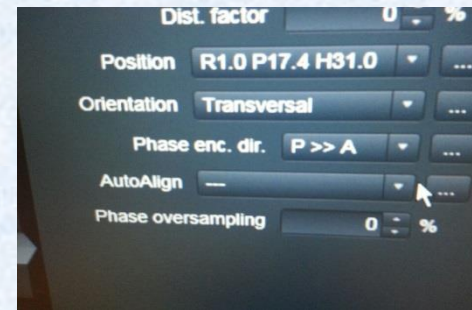 Dist. factor 0 %
Position R1.0 P17.4 H31.0 ...
Orientation Transversal ...
Phase enc. dir. P >> A ...
AutoAlign --- ...
Phase oversampling 0 %